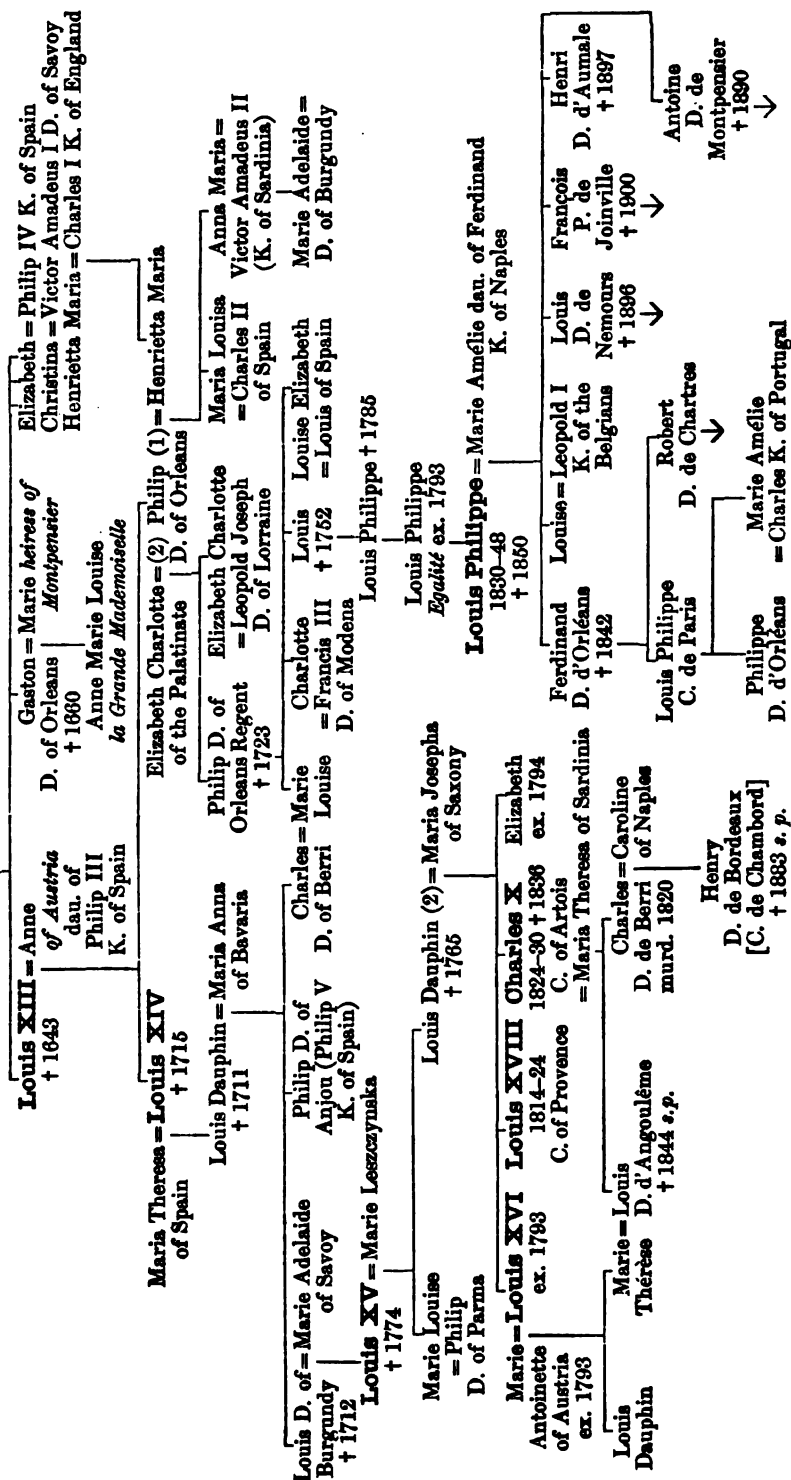 Louis XIII = Anne
† 1643
of Austria
dau. of
Philip III
K. of Spain
Gaston = Marie heiress of
D. of Orleans
Montpensier
† 1660
Anne Marie Louise
la Grande Mademoiselle
Elizabeth = Philip IV K. of Spain
Christina = Victor Amadeus I D. of Savoy
Henrietta Maria = Charles I K. of England
Maria Theresa = Louis XIV
of Spain
† 1715
Elizabeth Charlotte = (2) Philip (1) = Henrietta Maria
of the Palatinate
D. of Orleans
Louis Dauphin = Maria Anna
† 1711
of Bavaria
Philip D. of
Orleans Regent
† 1723
Elizabeth Charlotte
= Leopold Joseph
D. of Lorraine
Maria Louisa
= Charles II
of Spain
Anna Maria =
Victor Amadeus II
(K. of Sardinia)
Marie Adelaide =
D. of Burgundy
Louis D. of = Marie Adelaide
Burgundy
of Savoy
† 1712
Philip D. of
Anjou (Philip V
K. of Spain)
Charles = Marie
D. of Berri
Louise
Charlotte
= Francis III
D. of Modena
Louis
† 1752
Louise Elizabeth
= Louis of Spain
Louis XV = Marie Leszczynska
† 1774
Louis Philippe † 1785
Marie Louise
= Philip
D. of Parma
Louis Dauphin (2) = Maria Josepha
† 1765
of Saxony
Louis Philippe
Egalité ex. 1793
Marie = Louis XVI
Antoinette
ex. 1793
of Austria
ex. 1793
Louis XVIII
1814–24
C. of Provence
Charles X
1824–30 † 1836
C. of Artois
= Maria Theresa of Sardinia
Elizabeth
ex. 1794
Louis Philippe = Marie Amélie dau. of Ferdinand
1830–48
K. of Naples
† 1850
Louis
Dauphin
Marie = Louis
Thérèse
D. d'Angoulême
† 1844 s.p.
Charles = Caroline
D. de Berri
of Naples
murd. 1820
Henry
D. de Bordeaux
[C. de Chambord]
† 1883 s. p.
Ferdinand
D. d'Orléans
† 1842
Louise = Leopold I
K. of the
Belgians
Louis
D. de
Nemours
† 1896
François
P. de
Joinville
† 1900
Henri
D. d'Aumale
† 1897
Antoine
D. de
Montpensier
† 1890
Louis Philippe
C. de Paris
Robert
D. de Chartres
Philippe
D. d'Orléans
Marie Amélie
= Charles K. of Portugal